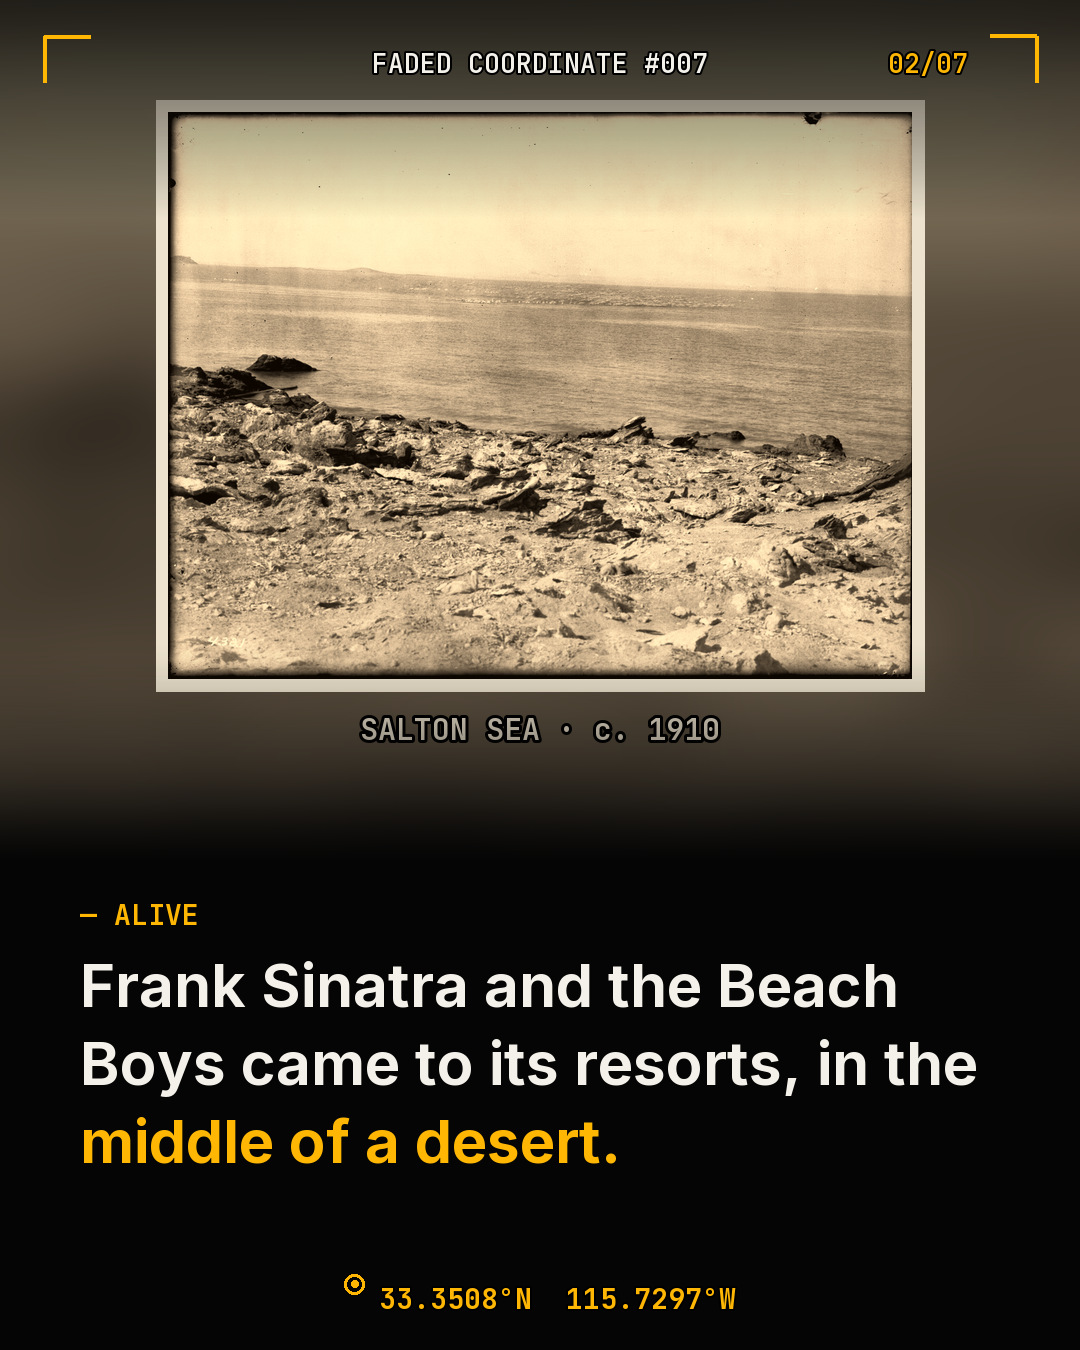 FADED COORDINATE #007
02/07
SALTON SEA · c. 1910
— ALIVE
Frank Sinatra and the Beach
Boys came to its resorts, in the
middle of a desert.
33.3508°N 115.7297°W